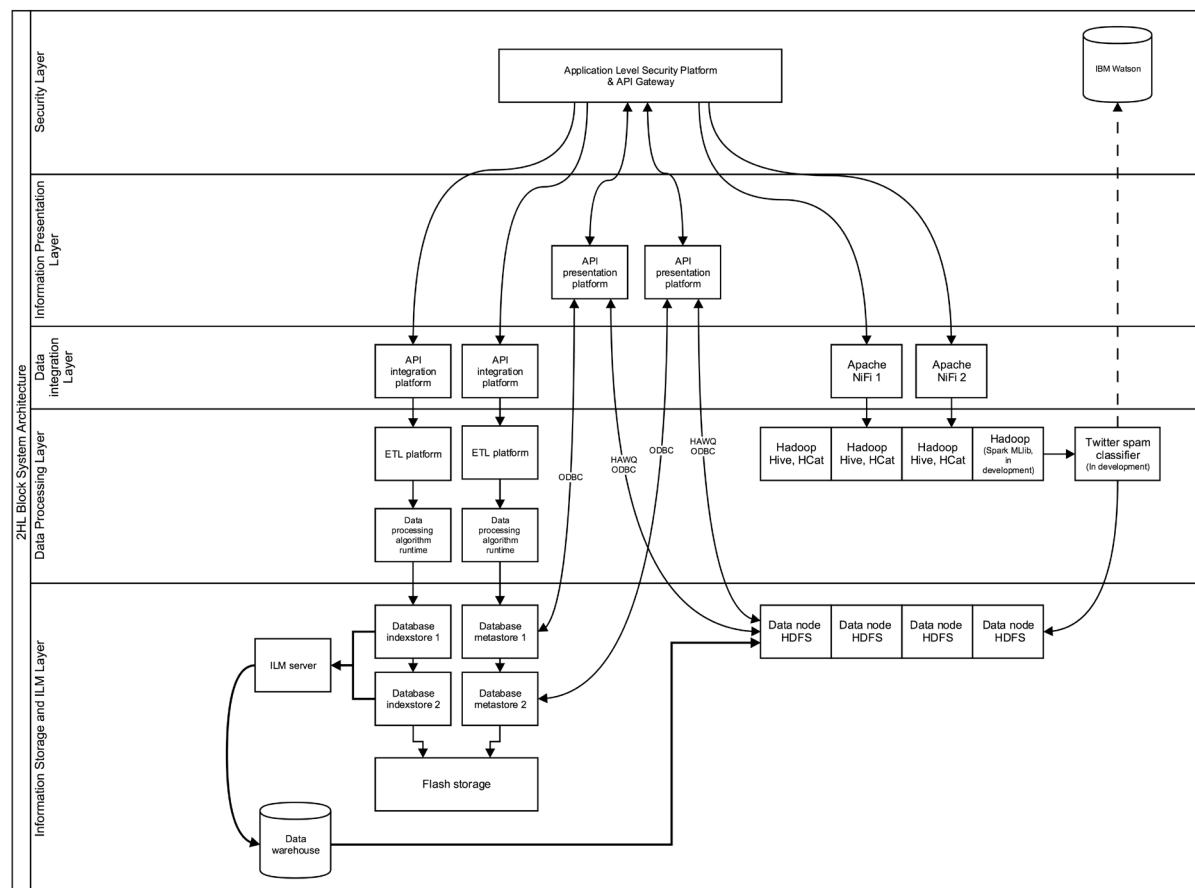 2HL Block System Architecture
Security Layer
Application Level Security Platform
& API Gateway
IBM Watson
Information Presentation
Layer
API
presentation
platform
API
presentation
platform
Data
integration
Layer
API
integration
platform
API
integration
platform
Apache
NiFi 1
Apache
NiFi 2
Data Processing Layer
ETL platform
ETL platform
ODBC
HAWQ
ODBC
ODBC
HAWQ
ODBC
Hadoop
Hive, HCat
Hadoop
Hive, HCat
Hadoop
Hive, HCat
Hadoop
(Spark MLlib,
in
development)
Twitter spam
classifier
(In development)
Data
processing
algorithm
runtime
Data
processing
algorithm
runtime
Information Storage and ILM Layer
Database
indexstore 1
Database
metastore 1
Data node
HDFS
Data node
HDFS
Data node
HDFS
Data node
HDFS
ILM server
Database
indexstore 2
Database
metastore 2
Flash storage
Data
warehouse